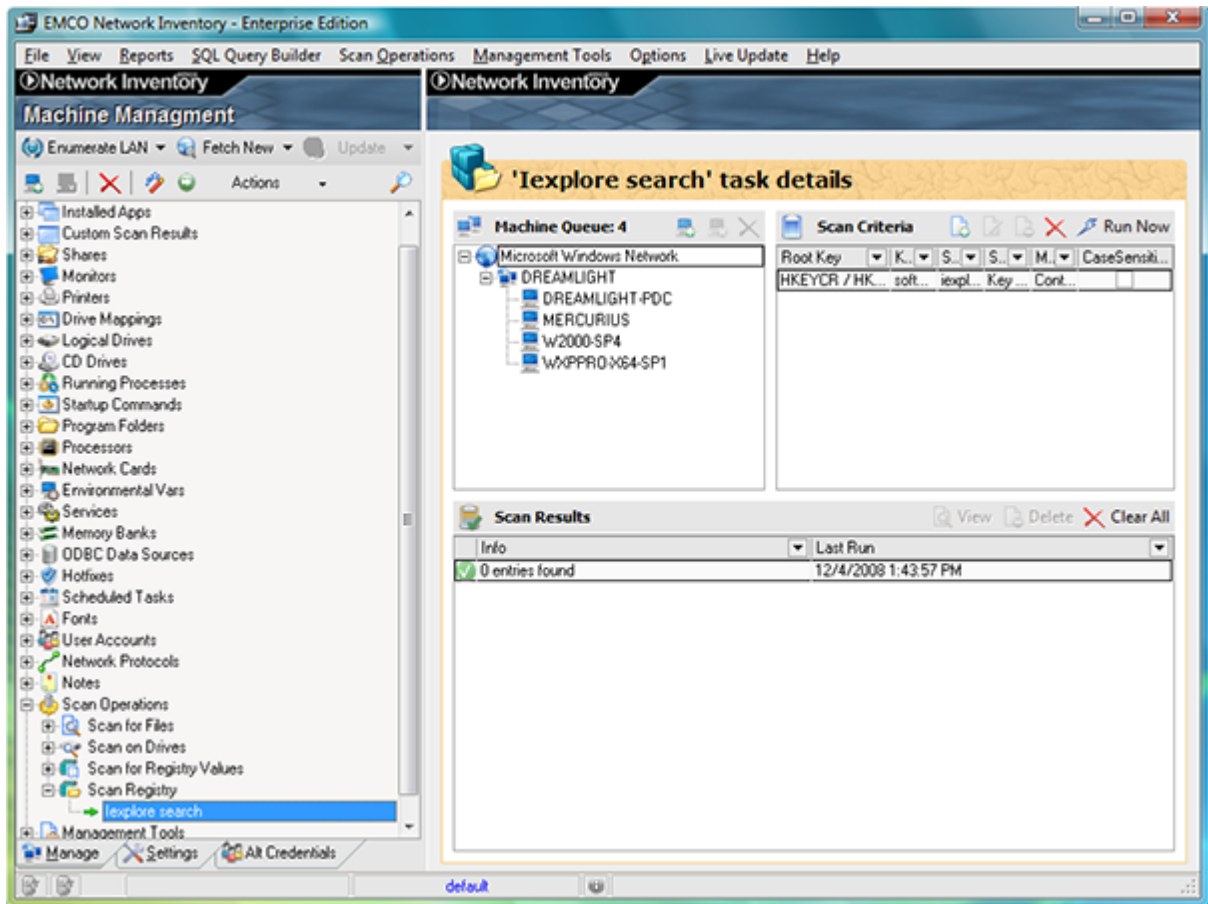 EMCO Network Inventory - Enterprise Edition
File View Reports SQL Query Builder Scan Operations Management Tools Options Live Update Help
Network Inventory
Machine Managment
Enumerate LAN Fetch New Update
Actions
Installed Apps
Custom Scan Results
Shares
Monitors
Printers
Drive Mappings
Logical Drives
CD Drives
Running Processes
Startup Commands
Program Folders
Processors
Network Cards
Environmental Vars
Services
Memory Banks
ODBC Data Sources
Hotfixes
Scheduled Tasks
Fonts
User Accounts
Network Protocols
Notes
Scan Operations
Scan for Files
Scan on Drives
Scan for Registry Values
Scan Registry
Iexplore search
Management Tools
Manage Settings Alt Credentials
Network Inventory
'Iexplore search' task details
Machine Queue: 4
Microsoft Windows Network
DREAMLIGHT
DREAMLIGHT-PDC
MERCURIUS
W2000-SP4
WXPPRO-X64-SP1
Scan Criteria Run Now
Root Key K... S... S... M... CaseSensiti...
HKEYCR / HK... soft... iexpl... Key ... Cont...
Scan Results View Delete Clear All
Info Last Run
0 entries found 12/4/2008 1:43:57 PM
default